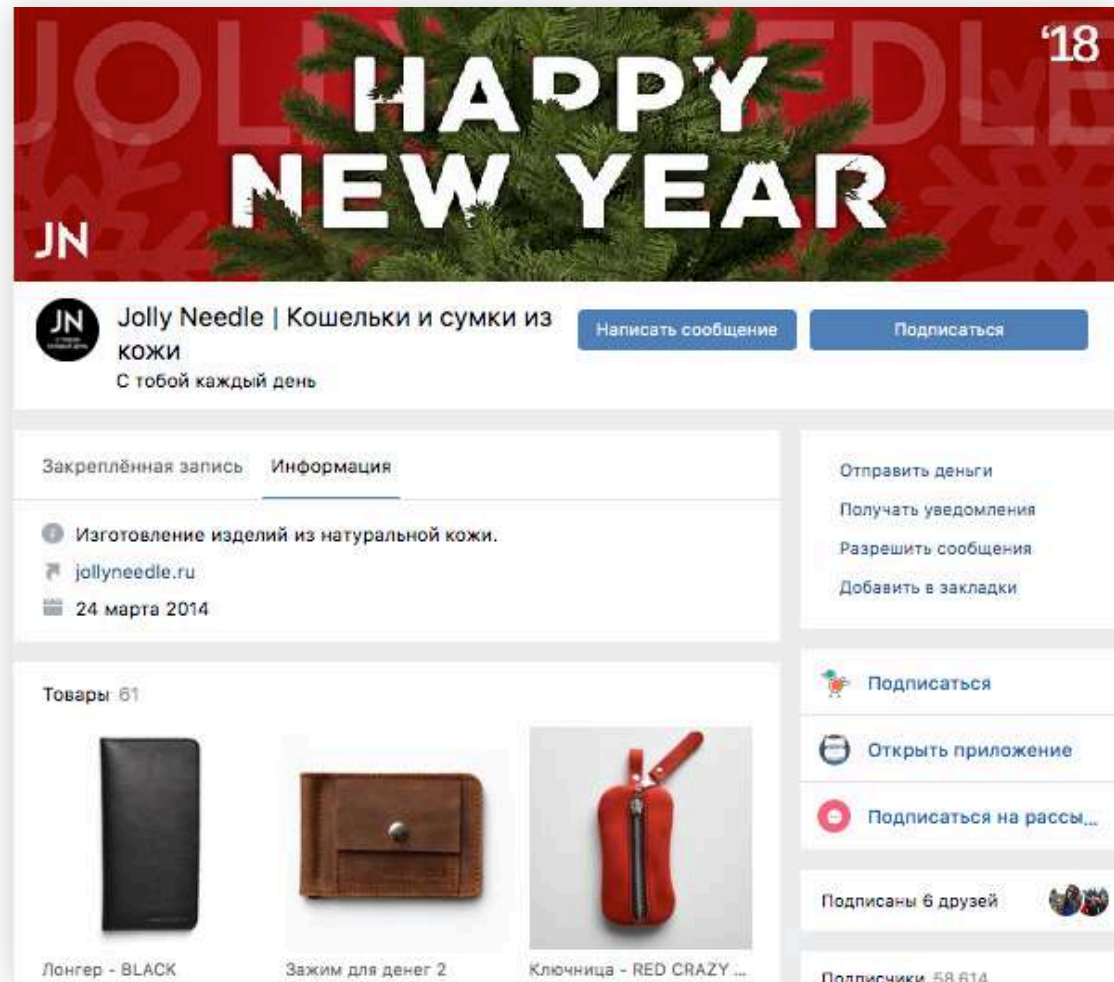 JOLLY NEEDLE
'18
HAPPY
NEW YEAR
JN
JN
Jolly Needle | Кошельки и сумки из
кожи
С тобой каждый день
Написать сообщение
Подписаться
Закреплённая запись
Информация
Изготовление изделий из натуральной кожи.
jollyneedle.ru
24 марта 2014
Товары 61
Лонгер - BLACK
Зажим для денег 2
Ключница - RED CRAZY ...
Отправить деньги
Получать уведомления
Разрешить сообщения
Добавить в закладки
Подписаться
Открыть приложение
Подписаться на рассы...
Подписаны 6 друзей
Подписчики 58 614